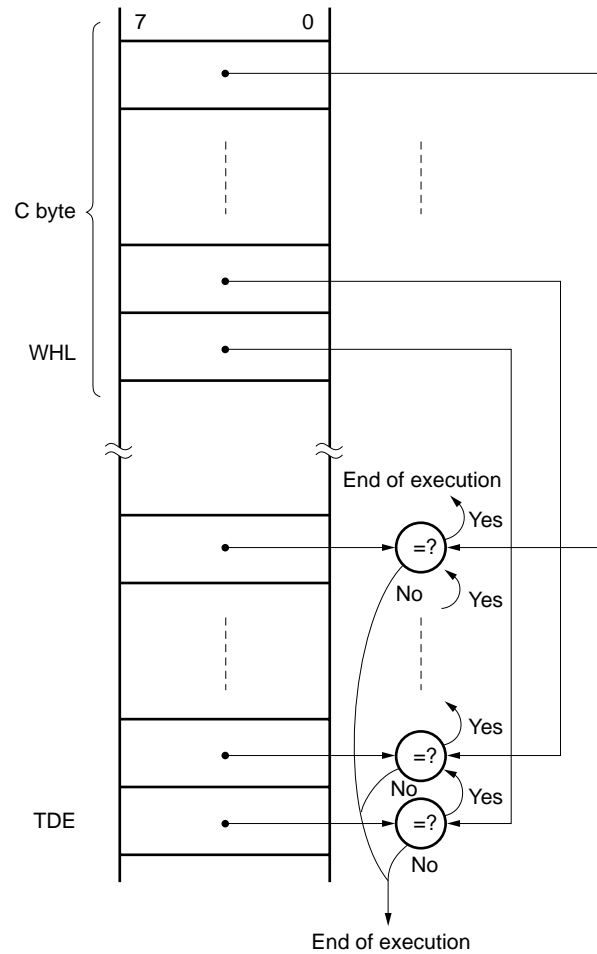 7 0
C byte
WHL
End of execution
Yes
=?
No
Yes
Yes
=?
No
Yes
TDE
=?
No
End of execution